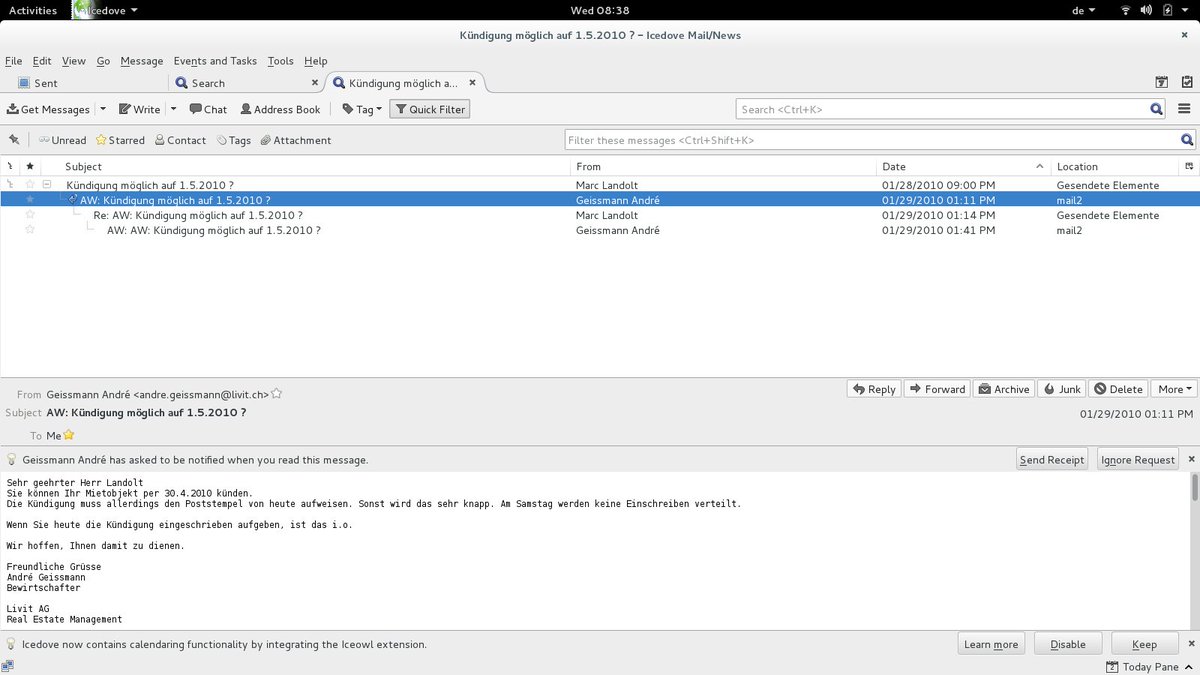 Activities Icedove Wed 08:38 de
Kündigung möglich auf 1.5.2010 ? – Icedove Mail/News
File Edit View Go Message Events and Tasks Tools Help
Sent Search Kündigung möglich a...
Get Messages Write Chat Address Book Tag Quick Filter Search <Ctrl+K>
Unread Starred Contact Tags Attachment Filter these messages <Ctrl+Shift+K>
Subject From Date Location
Kündigung möglich auf 1.5.2010 ? Marc Landolt 01/28/2010 09:00 PM Gesendete Elemente
AW: Kündigung möglich auf 1.5.2010 ? Geissmann André 01/29/2010 01:11 PM mail2
Re: AW: Kündigung möglich auf 1.5.2010 ? Marc Landolt 01/29/2010 01:14 PM Gesendete Elemente
AW: AW: Kündigung möglich auf 1.5.2010 ? Geissmann André 01/29/2010 01:41 PM mail2
From Geissmann André <andre.geissmann@livit.ch> Reply Forward Archive Junk Delete More
Subject AW: Kündigung möglich auf 1.5.2010 ? 01/29/2010 01:11 PM
To Me
Geissmann André has asked to be notified when you read this message. Send Receipt Ignore Request
Sehr geehrter Herr Landolt
Sie können Ihr Mietobjekt per 30.4.2010 künden.
Die Kündigung muss allerdings den Poststempel von heute aufweisen. Sonst wird das sehr knapp. Am Samstag werden keine Einschreiben verteilt.
Wenn Sie heute die Kündigung eingeschrieben aufgeben, ist das i.o.
Wir hoffen, Ihnen damit zu dienen.
Freundliche Grüsse
André Geissmann
Bewirtschafter
Livit AG
Real Estate Management
Icedove now contains calendaring functionality by integrating the Iceowl extension. Learn more Disable Keep
Today Pane